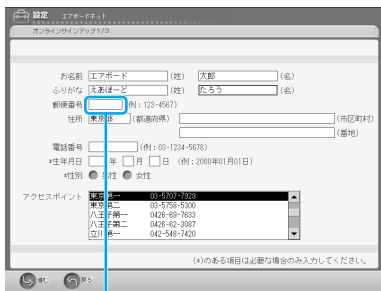 設定 エアボードネット
オンラインサインアップ1/3
お名前 エアボード (姓) 太郎 (名)
ふりがな えあぼーど (姓) たろう (名)
郵便番号 (例：123-4567)
住所 東京都 (都道府県) (市区町村)
(番地)
電話番号 (例：03-1234-5678)
*生年月日 年 月 日 (例：2000年01月01日)
*性別 男性 女性
アクセスポイント 東京第一 03-5707-7929
東京第二 03-5758-5300
八王子第一 0426-69-7633
八王子第二 0426-62-3087
立川第一 042-548-7420
(*)のある項目は必要な場合のみ入力してください。
進む 戻る